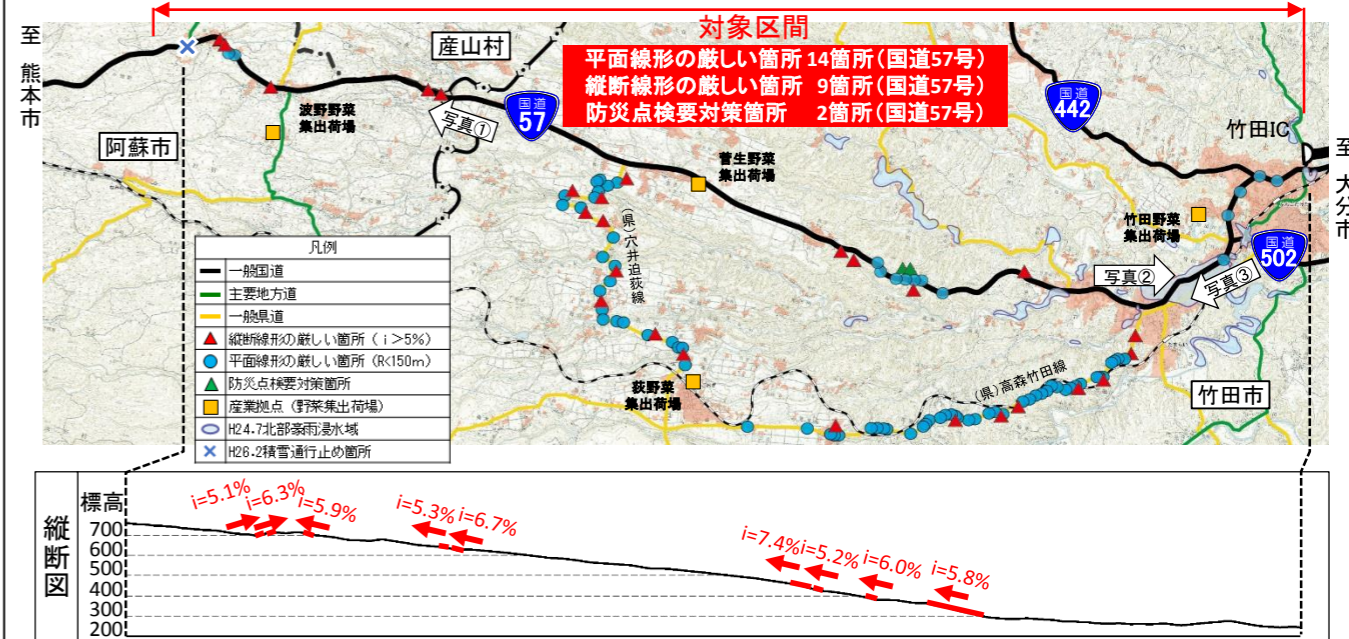 対象区間
至 熊本市
産山村
平面線形の厳しい箇所 14箇所(国道57号)
縦断線形の厳しい箇所 9箇所(国道57号)
防災点検要対策箇所 2箇所(国道57号)
国道
442
国道
57
写真①
波野野菜
集出荷場
阿蘇市
竹田IC
至 大分市
菅生野菜
集出荷場
竹田野菜
集出荷場
国道
502
写真②
写真③
(県)穴井迫荻線
凡例
一般国道
主要地方道
一般県道
縦断線形の厳しい箇所(i>5%)
平面線形の厳しい箇所(R<150m)
防災点検要対策箇所
産業拠点(野菜集出荷場)
H24.7北部豪雨浸水域
H26.2積雪通行止め箇所
荻野菜
集出荷場
(県)高森竹田線
竹田市
縦断図
標高
700
600
500
400
300
200
i=5.1%
i=6.3%
i=5.9%
i=5.3%
i=6.7%
i=7.4%
i=5.2%
i=6.0%
i=5.8%